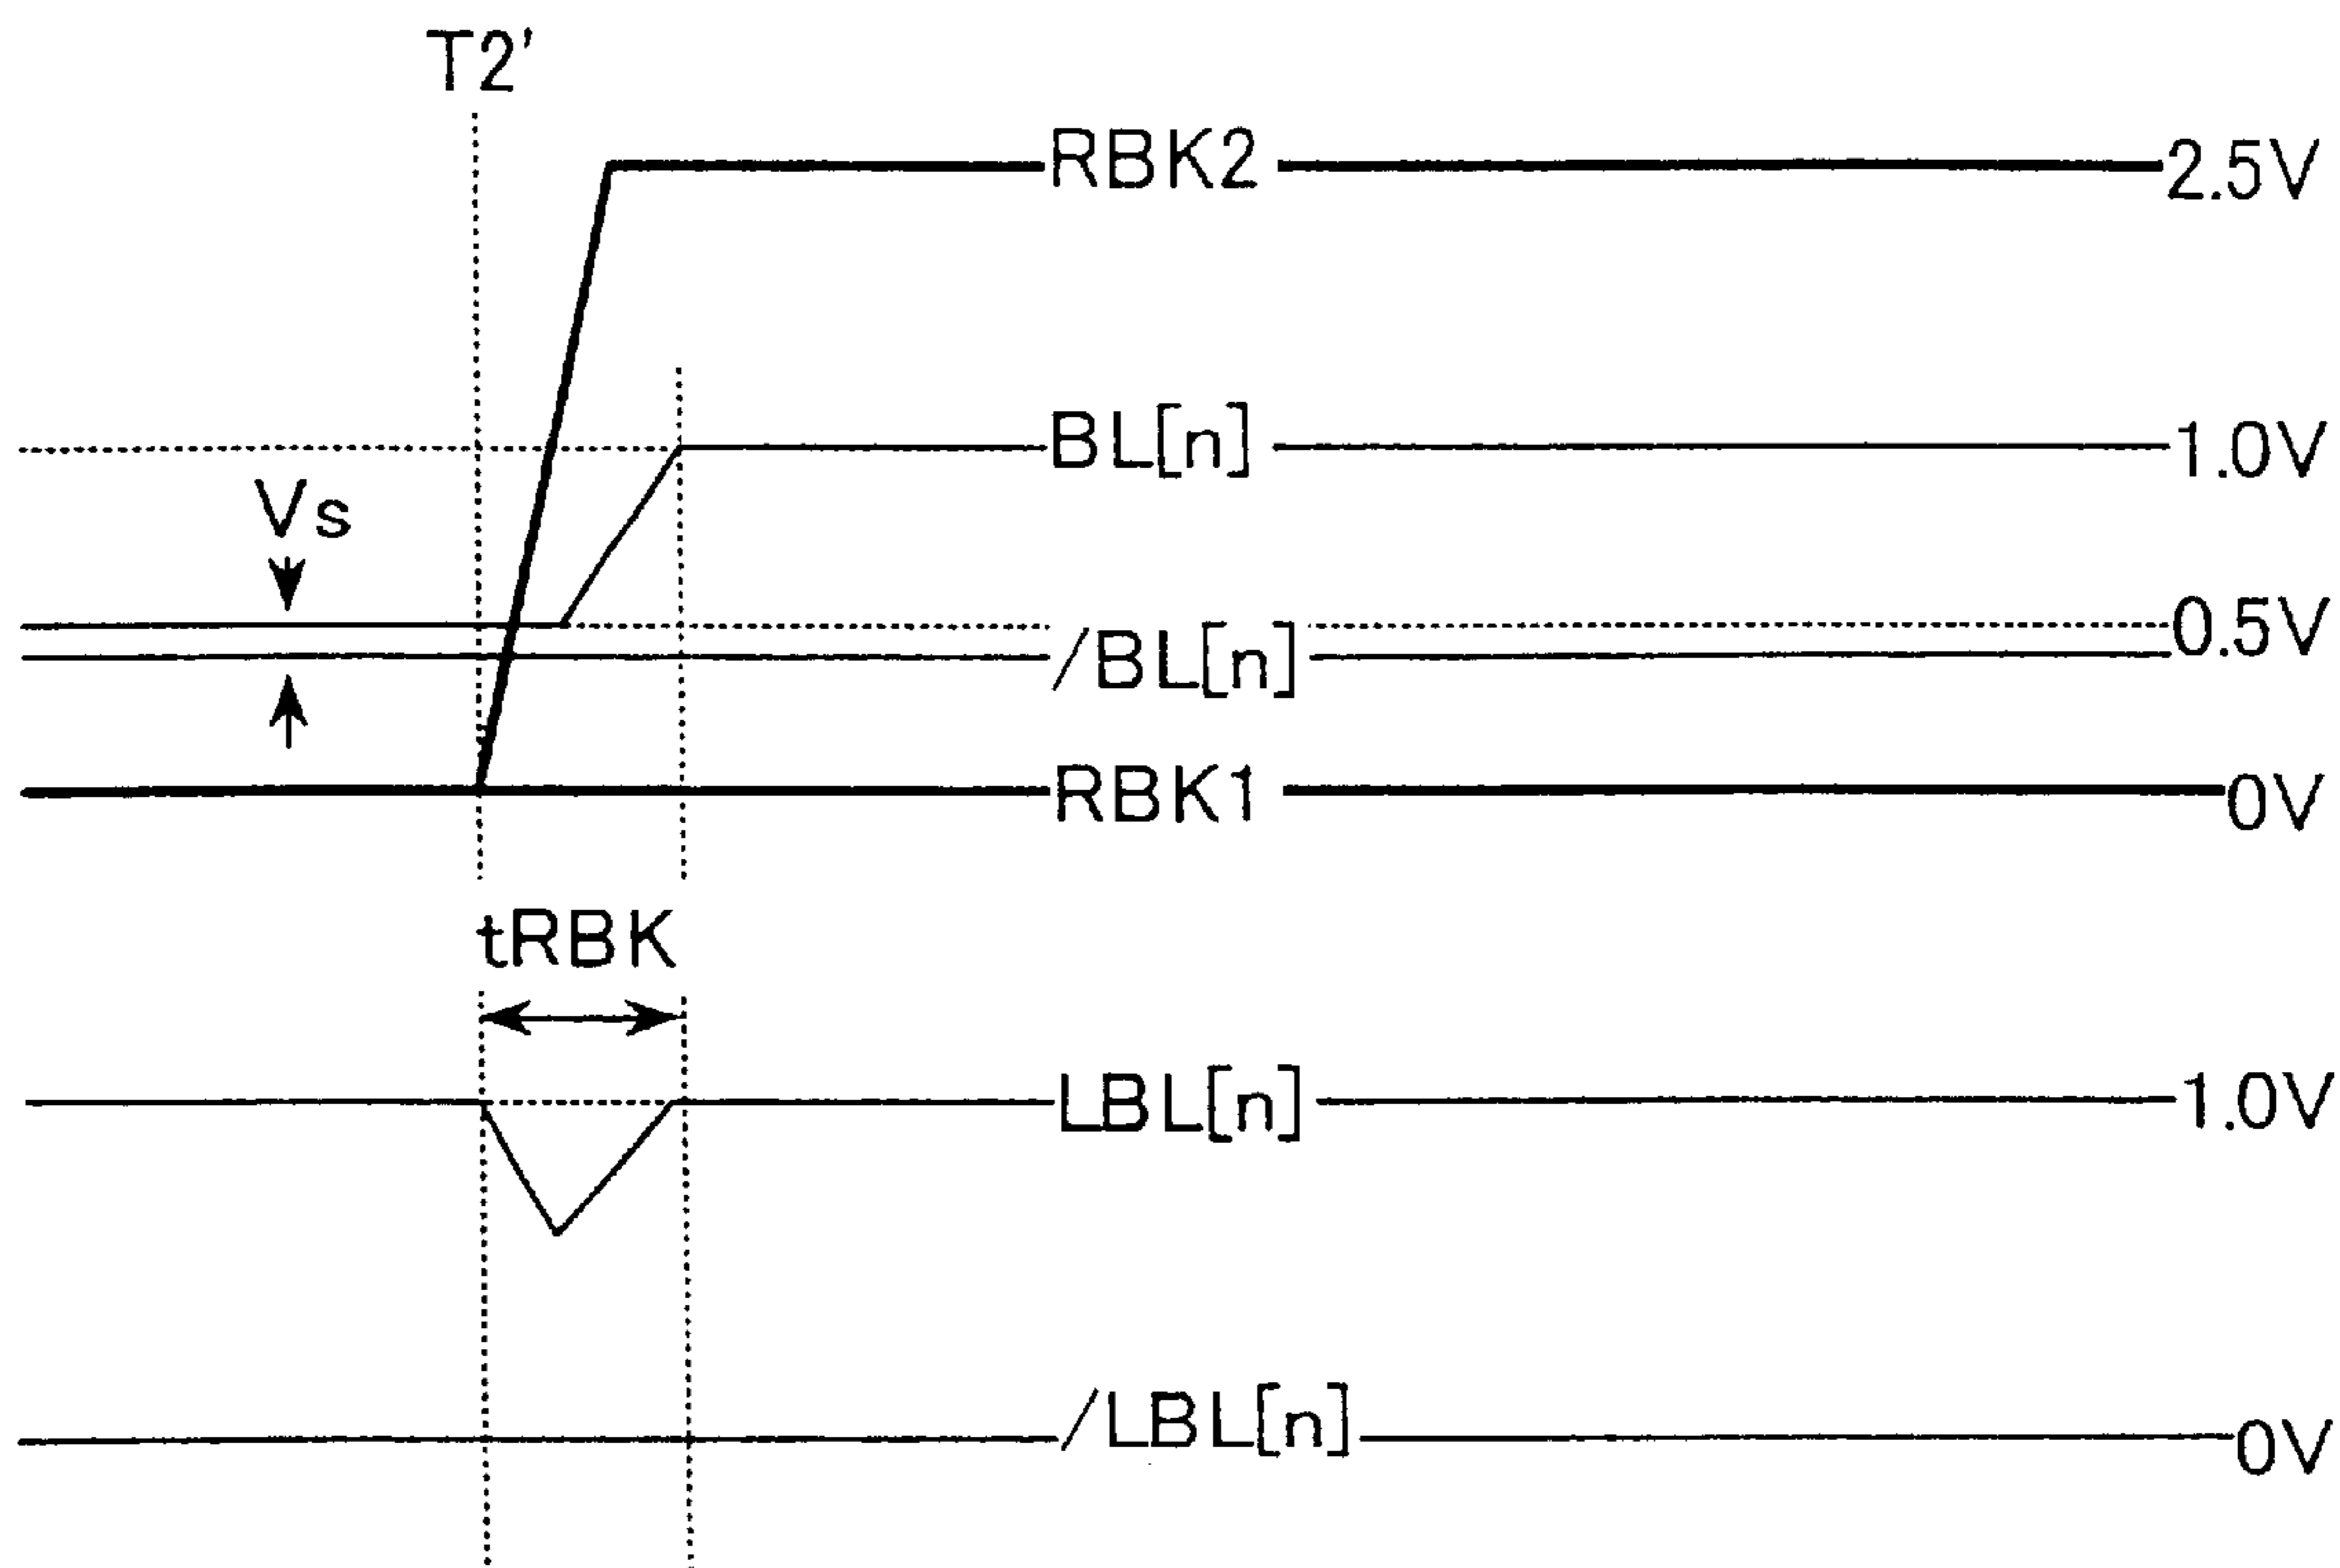 T2'
RBK2 2.5V
BL[n] 1.0V
Vs
0.5V
/BL[n]
RBK1 0V
tRBK
LBL[n] 1.0V
/LBL[n] 0V